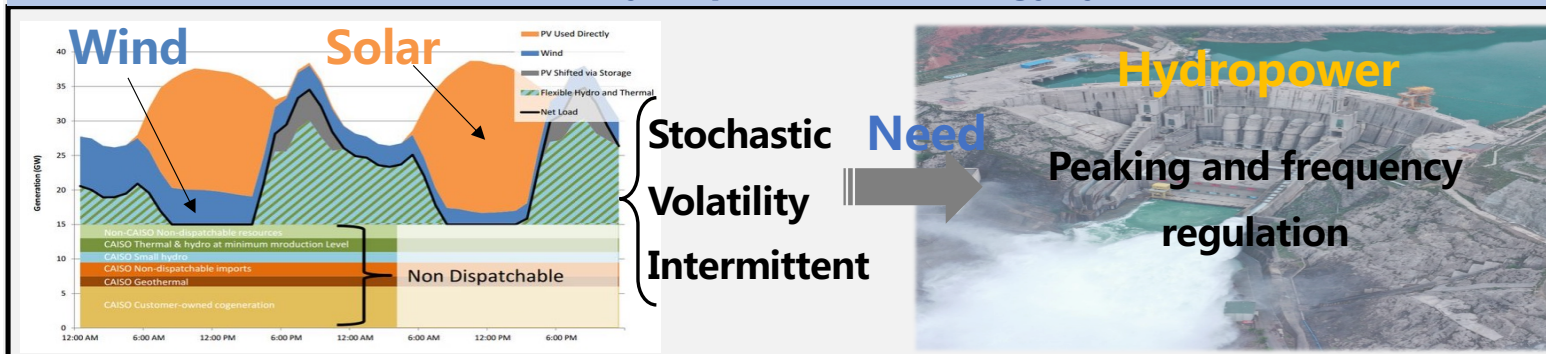 Wind
Solar
PV Used Directly
Wind
PV Shifted via Storage
Flexible Hydro and Thermal
Net Load
Generation (GW)
40
35
30
25
20
15
10
5
0
Non-CAISO Non-dispatchable resources
CAISO Thermal & hydro at minimum mroduction Level
CAISO Small hydro
CAISO Non-dispatchable imports
CAISO Geothermal
CAISO Customer-owned cogeneration
Non Dispatchable
12:00 AM
6:00 AM
12:00 PM
6:00 PM
12:00 AM
6:00 AM
12:00 PM
6:00 PM
Stochastic
Volatility
Intermittent
Need
Hydropower
Peaking and frequency
regulation